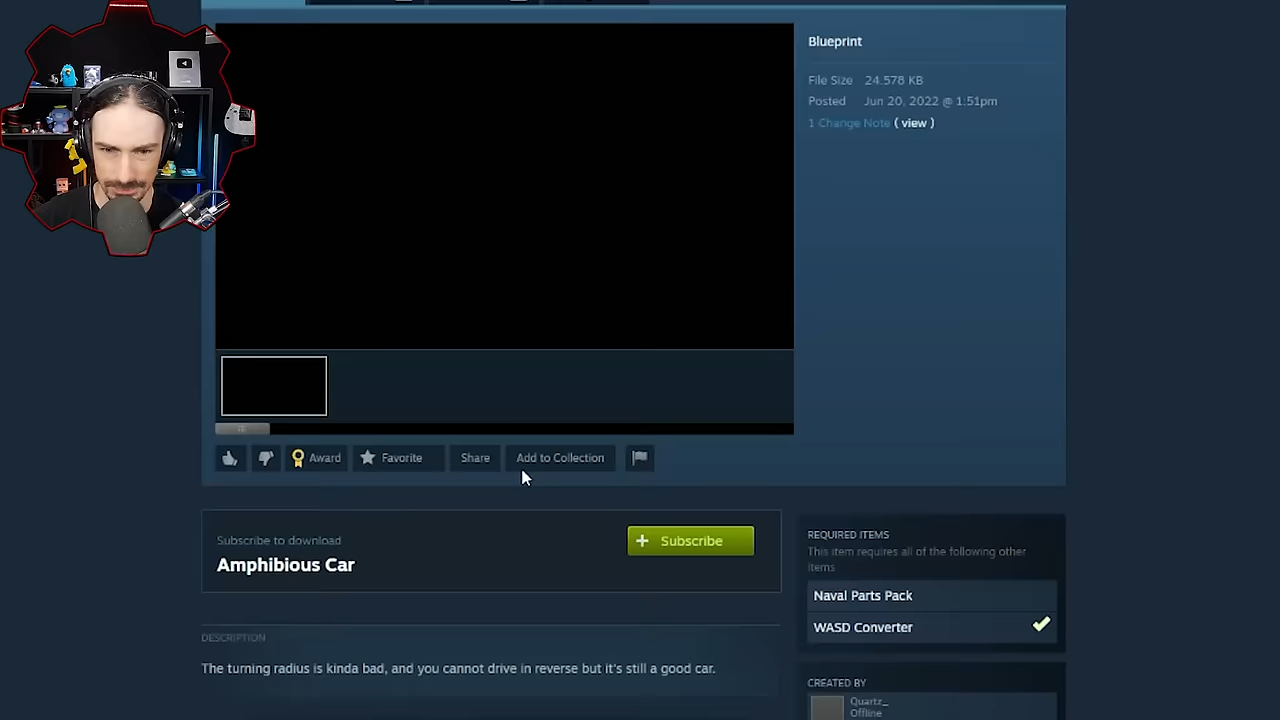 Blueprint
File Size 24.578 KB
Posted Jun 20, 2022 @ 1:51pm
1 Change Note ( view )
Award
Favorite
Share
Add to Collection
Subscribe to download
Amphibious Car
+ Subscribe
REQUIRED ITEMS
This item requires all of the following other
items
Naval Parts Pack
WASD Converter
DESCRIPTION
The turning radius is kinda bad, and you cannot drive in reverse but it's still a good car.
CREATED BY
Quartz_
Offline